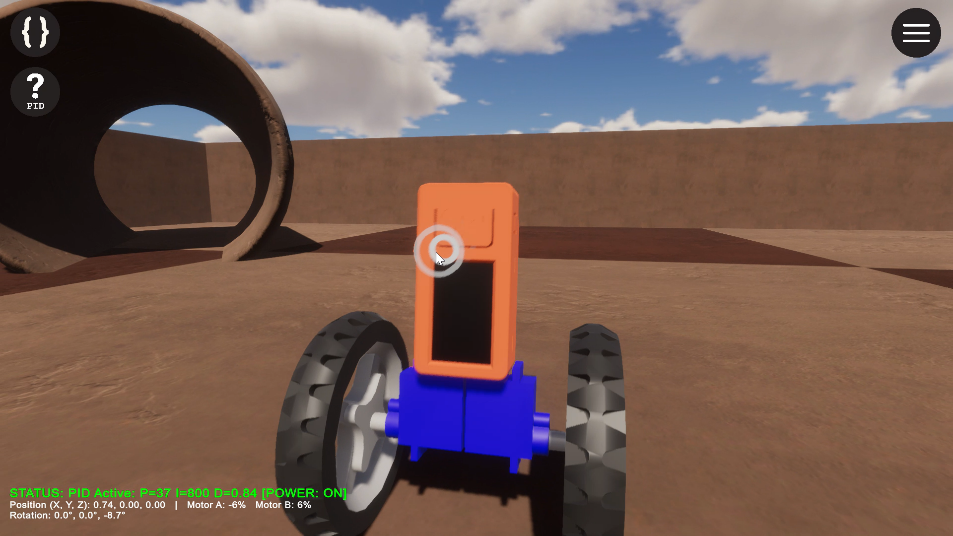 {}
?
PID
STATUS: PID Active: P=37 I=800 D=0.84 [POWER: ON]
Position (X, Y, Z): 0.74, 0.00, 0.00 | Motor A: -6% Motor B: 6%
Rotation: 0.0°, 0.0°, -8.7°